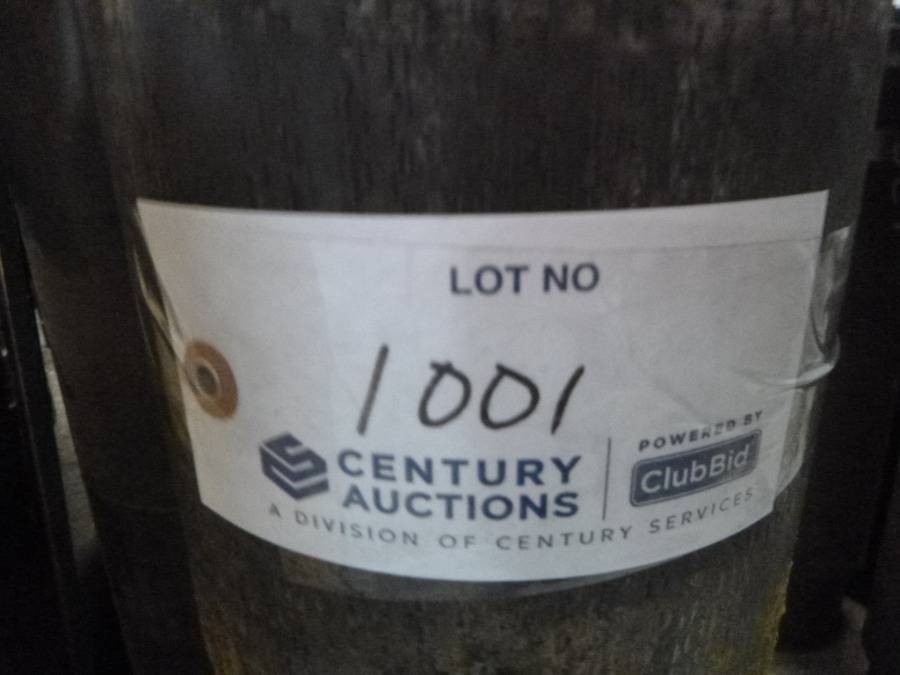 LOT NO
1001
CENTURY AUCTIONS
POWERED BY
ClubBid
A DIVISION OF CENTURY SERVICES